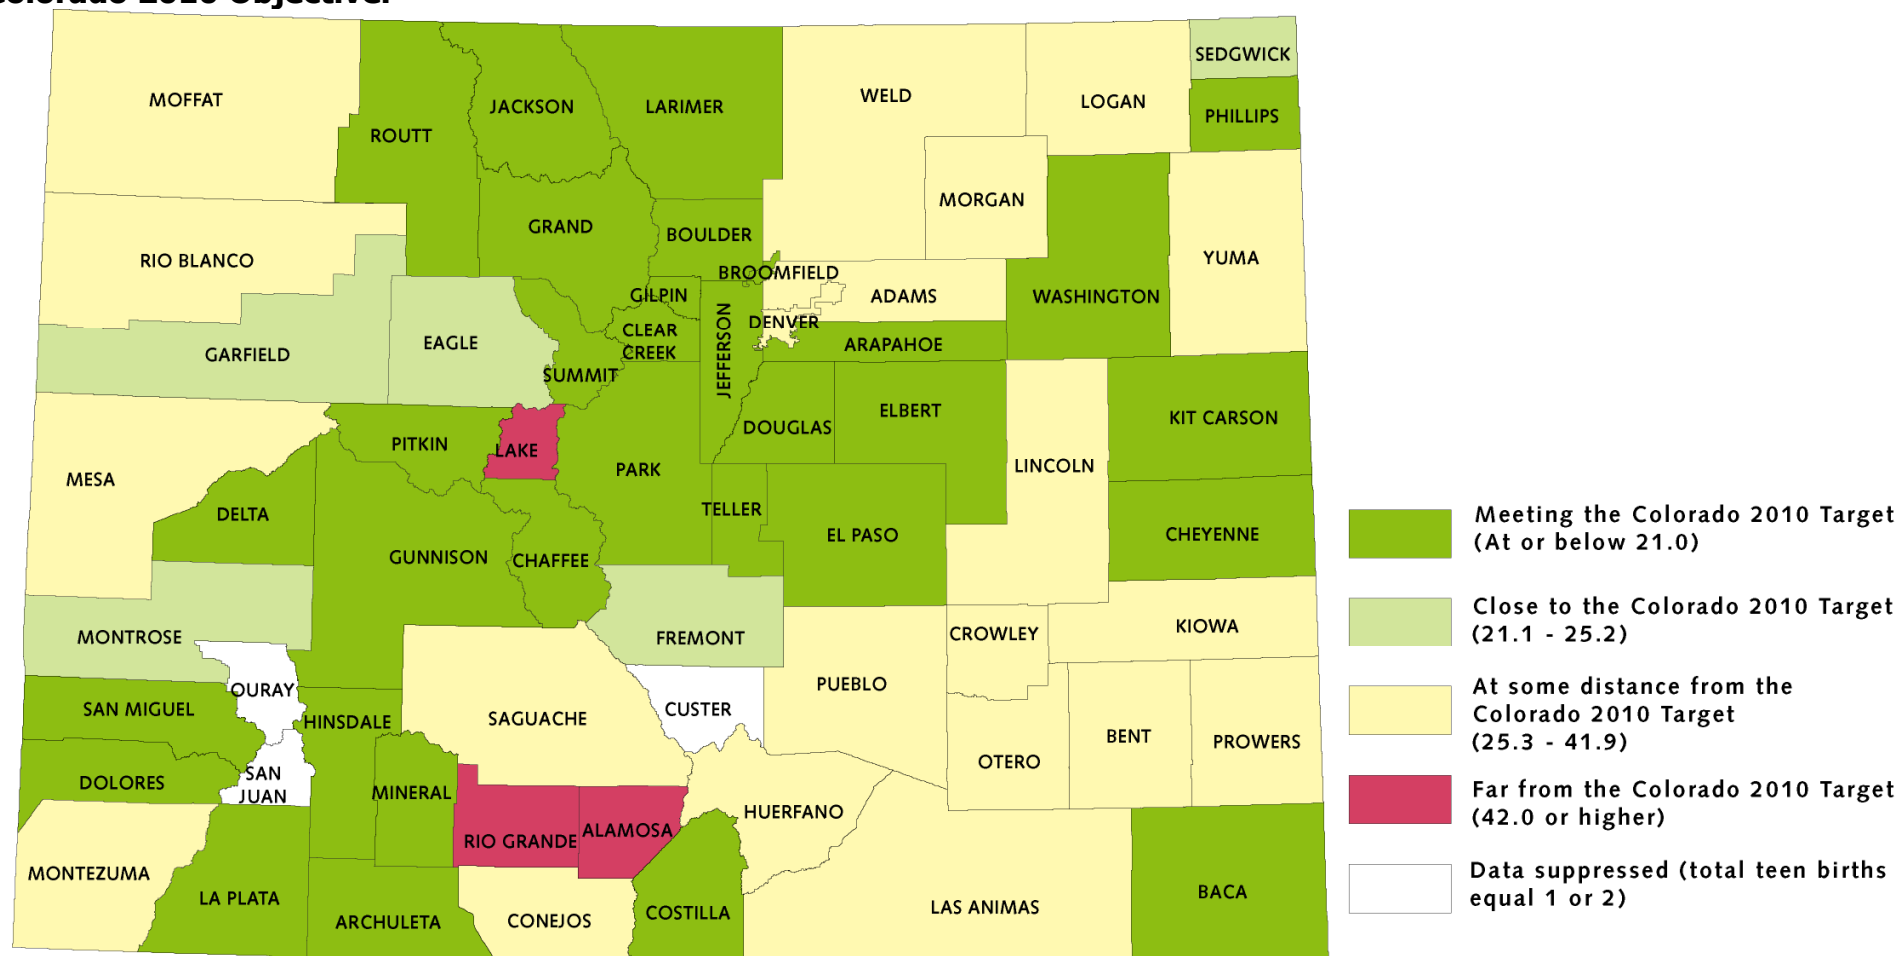 Colorado 2010 Objective:
SEDGWICK
MOFFAT
WELD
LOGAN
JACKSON
LARIMER
PHILLIPS
ROUTT
MORGAN
GRAND
BOULDER
YUMA
RIO BLANCO
BROOMFIELD
GILPIN
ADAMS
WASHINGTON
DENVER
CLEAR
CREEK
EAGLE
GARFIELD
JEFFERSON
ARAPAHOE
SUMMIT
ELBERT
KIT CARSON
DOUGLAS
PITKIN
LAKE
PARK
LINCOLN
MESA
TELLER
DELTA
EL PASO
CHEYENNE
GUNNISON
CHAFFEE
MONTROSE
FREMONT
CROWLEY
KIOWA
OURAY
PUEBLO
SAN MIGUEL
HINSDALE
SAGUACHE
CUSTER
BENT
PROWERS
OTERO
DOLORES
SAN
JUAN
MINERAL
HUERFANO
RIO GRANDE
ALAMOSA
MONTEZUMA
LA PLATA
ARCHULETA
CONEJOS
COSTILLA
LAS ANIMAS
BACA
Meeting the Colorado 2010 Target
(At or below 21.0)
Close to the Colorado 2010 Target
(21.1 - 25.2)
At some distance from the
Colorado 2010 Target
(25.3 - 41.9)
Far from the Colorado 2010 Target
(42.0 or higher)
Data suppressed (total teen births
equal 1 or 2)